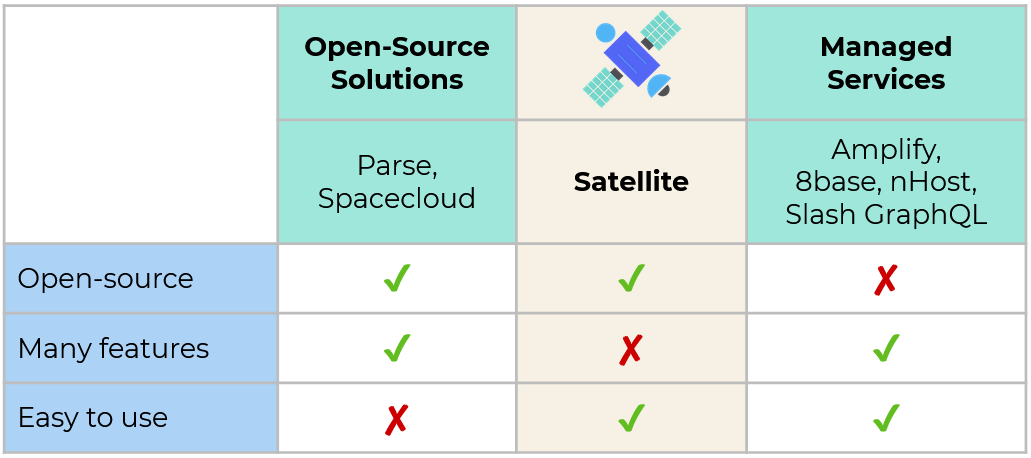 Open-Source
Solutions
Managed
Services
Parse,
Spacecloud
Satellite
Amplify,
8base, nHost,
Slash GraphQL
Open-source ✓ ✓ ✗
Many features ✓ ✗ ✓
Easy to use ✗ ✓ ✓